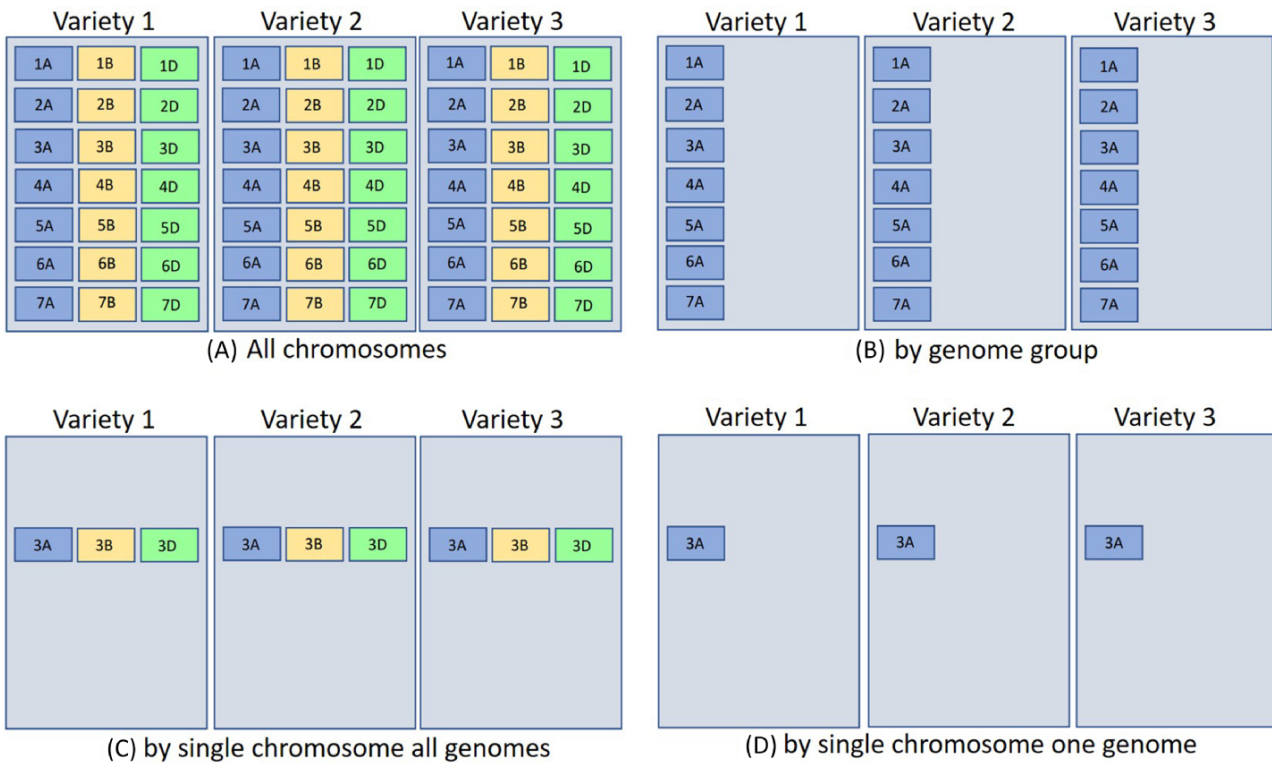 Variety 1 Variety 2 Variety 3
1A 1B 1D 1A 1B 1D 1A 1B 1D
2A 2B 2D 2A 2B 2D 2A 2B 2D
3A 3B 3D 3A 3B 3D 3A 3B 3D
4A 4B 4D 4A 4B 4D 4A 4B 4D
5A 5B 5D 5A 5B 5D 5A 5B 5D
6A 6B 6D 6A 6B 6D 6A 6B 6D
7A 7B 7D 7A 7B 7D 7A 7B 7D
(A) All chromosomes
Variety 1 Variety 2 Variety 3
1A 1A 1A
2A 2A 2A
3A 3A 3A
4A 4A 4A
5A 5A 5A
6A 6A 6A
7A 7A 7A
(B) by genome group
Variety 1 Variety 2 Variety 3
3A 3B 3D 3A 3B 3D 3A 3B 3D
(C) by single chromosome all genomes
Variety 1 Variety 2 Variety 3
3A 3A 3A
(D) by single chromosome one genome